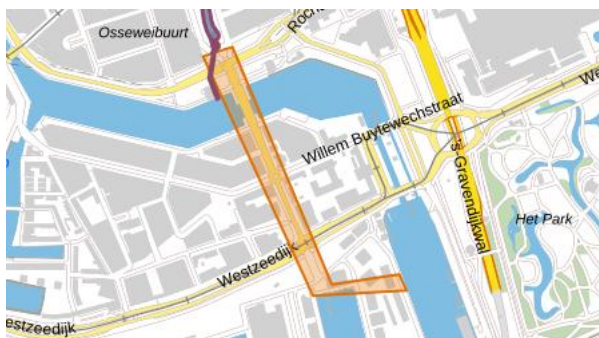 Osseweibuurt
Roch
We
Willem Buytewechstraat
's-Gravendijkwal
Het Park
Westzeedijk
estzeedijk